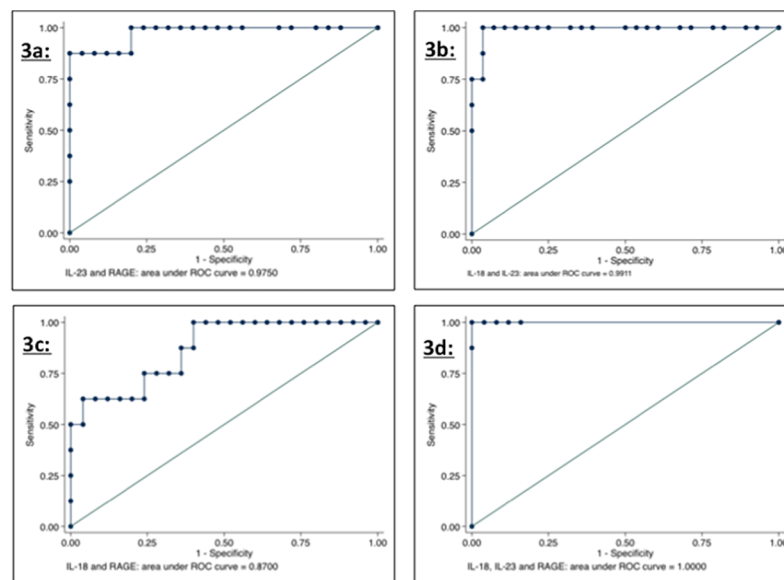 3a:
1.00
0.75
0.50
0.25
0.00
Sensitivity
0.00 0.25 0.50 0.75 1.00
1 - Specificity
IL-23 and RAGE: area under ROC curve = 0.9750
3b:
1.00
0.75
0.50
0.25
0.00
Sensitivity
0.00 0.25 0.50 0.75 1.00
1 - Specificity
IL-18 and IL-23: area under ROC curve = 0.9911
3c:
1.00
0.75
0.50
0.25
0.00
Sensitivity
0.00 0.25 0.50 0.75 1.00
1 - Specificity
IL-18 and RAGE: area under ROC curve = 0.8700
3d:
1.00
0.75
0.50
0.25
0.00
Sensitivity
0.00 0.25 0.50 0.75 1.00
1 - Specificity
IL-18, IL-23 and RAGE: area under ROC curve = 1.0000